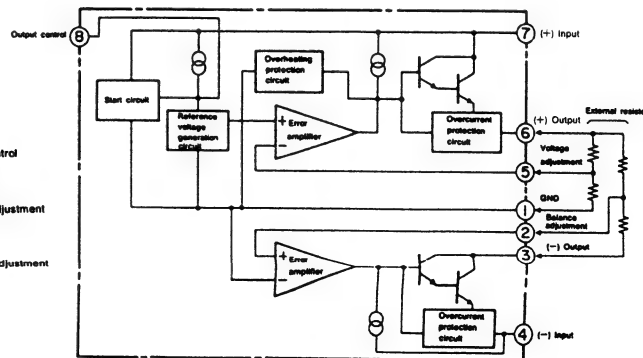 Output control
8
7
(+) Input
Start circuit
Overheating
protection
circuit
Reference
voltage
generation
circuit
+
−
Error
amplifier
Overcurrent
protection
circuit
6
(+) Output
External resist
Voltage
adjustment
5
ntrol
GND
1
djustment
Balance
adjustment
2
3
(−) Output
djustment
+
−
Error
amplifier
Overcurrent
protection
circuit
4
(−) Input